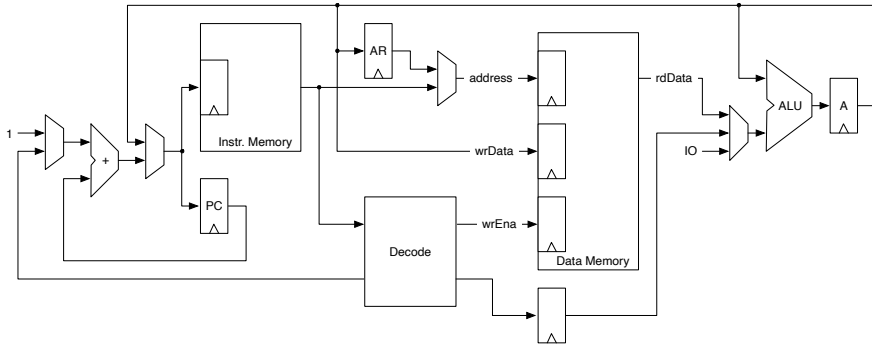 AR
address
rdData
ALU
A
1
Instr. Memory
+
wrData
IO
PC
Decode
wrEna
Data Memory